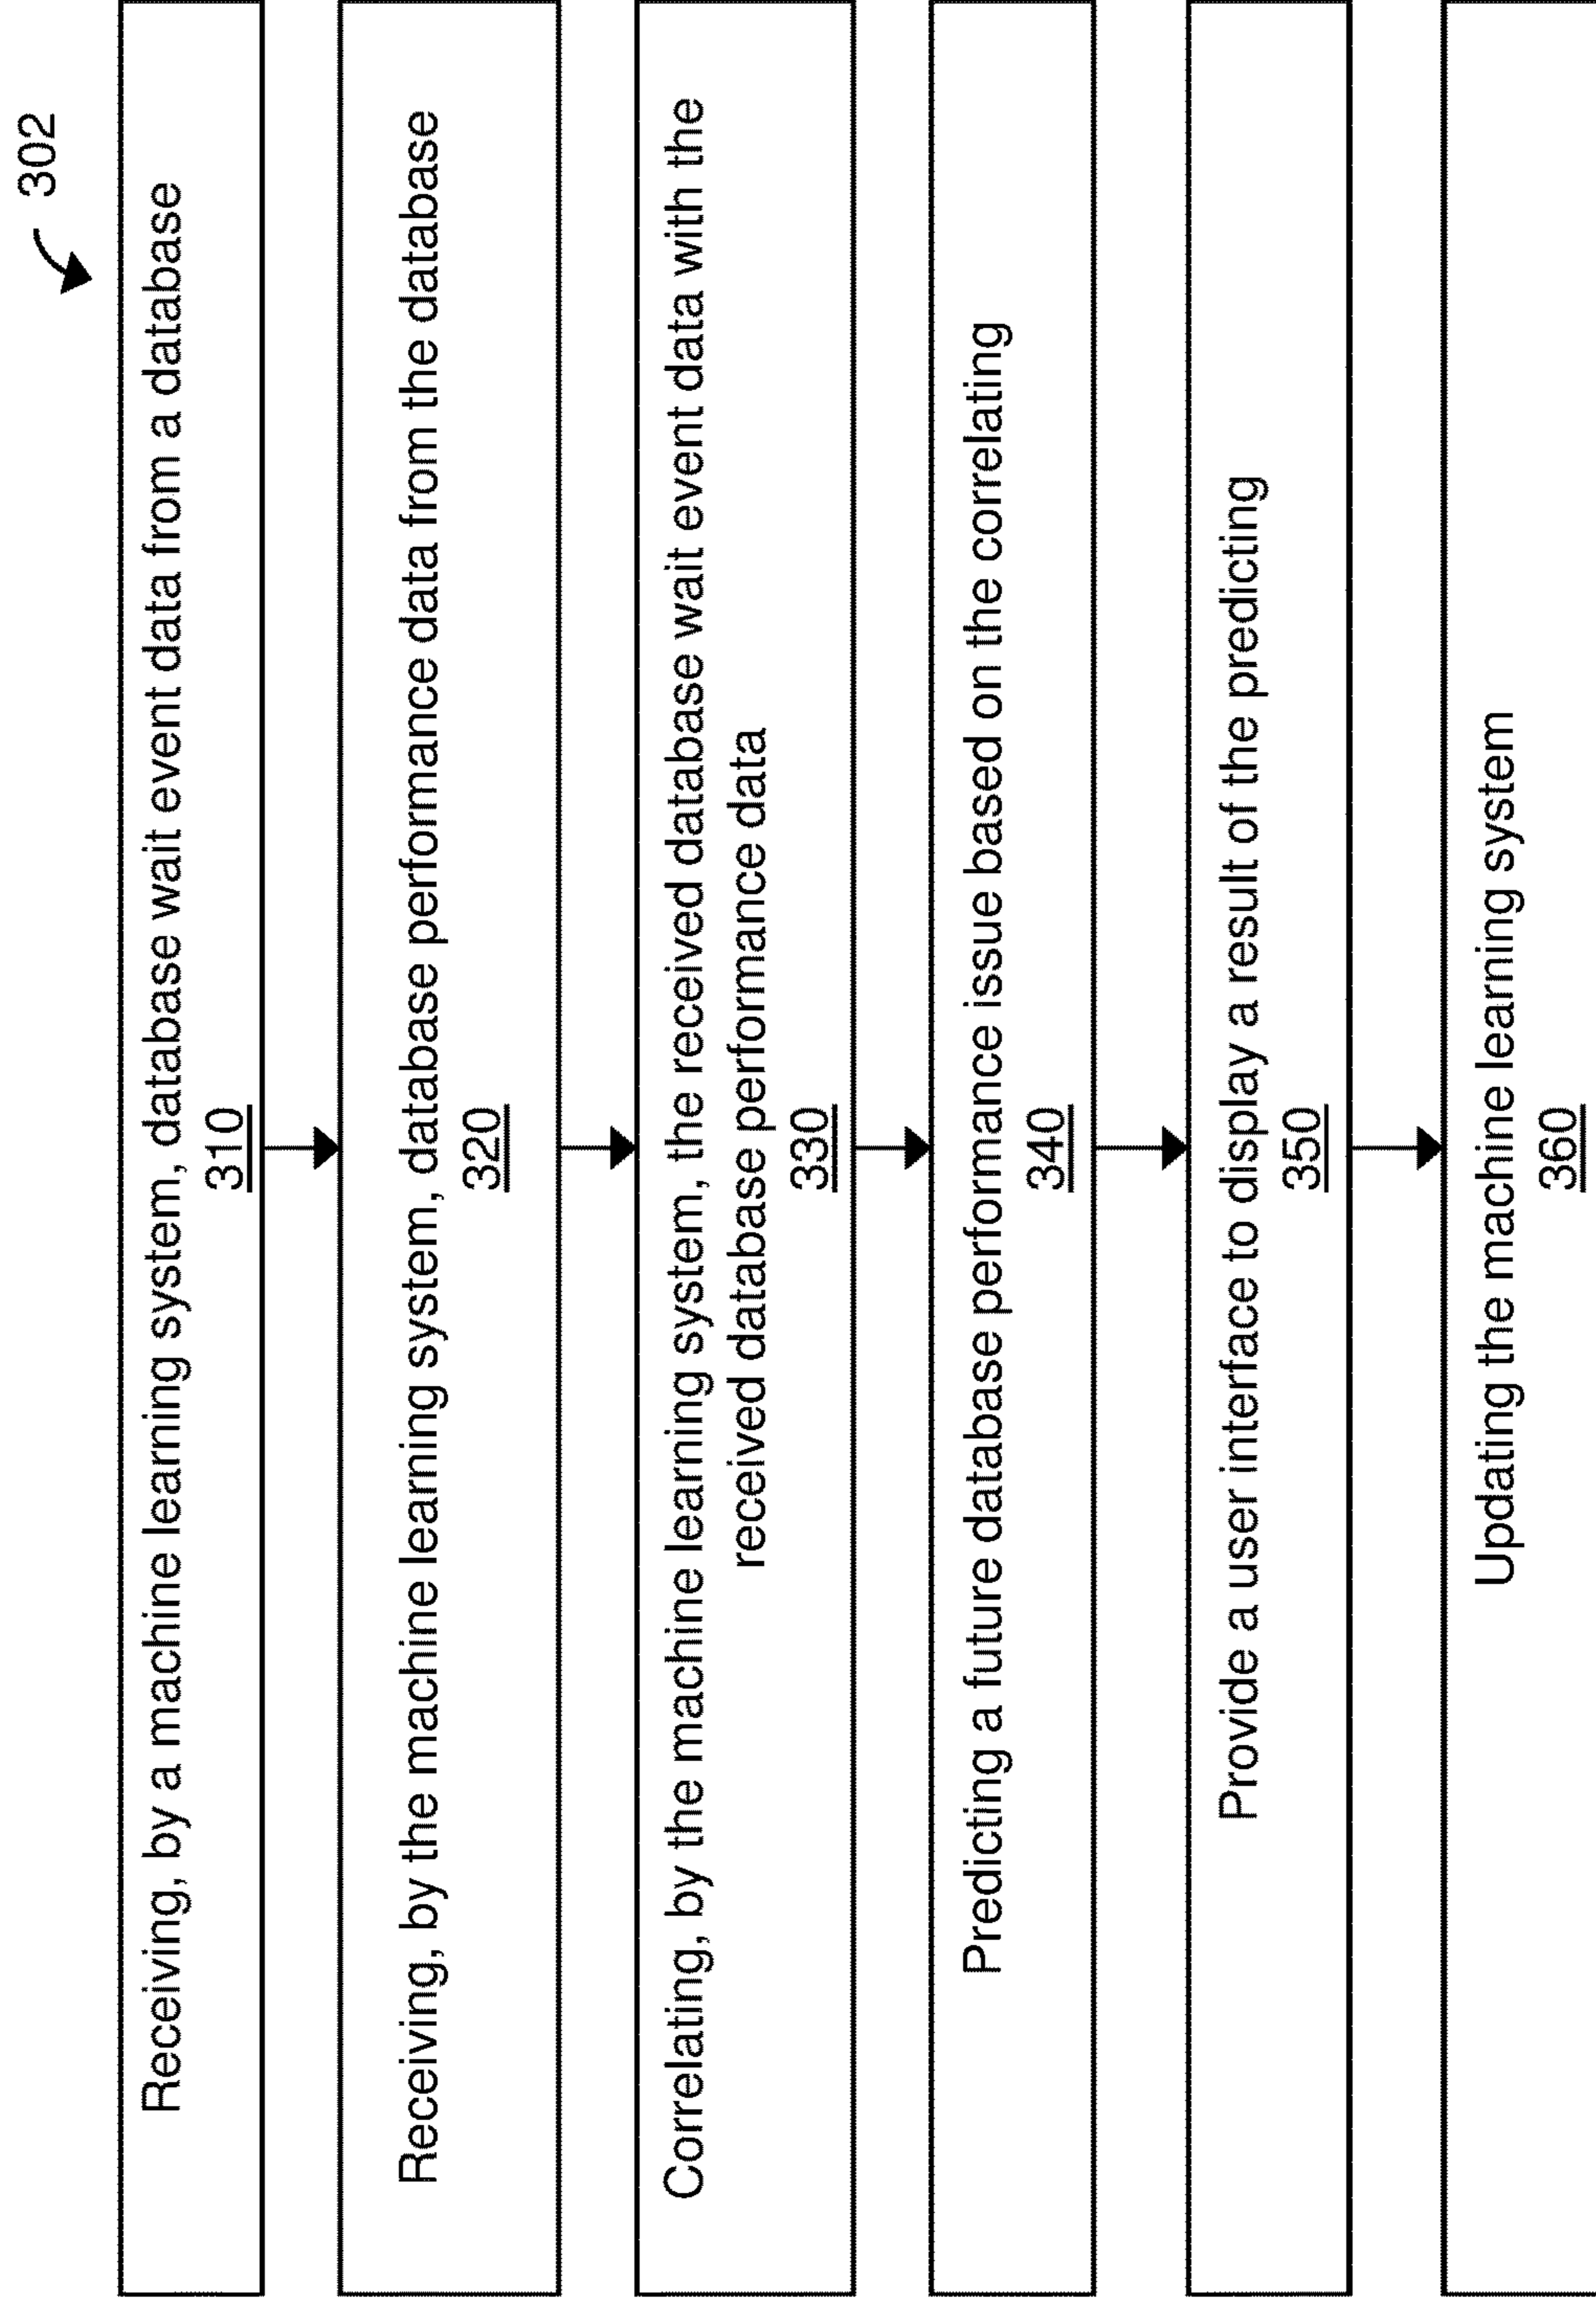 302
Receiving, by a machine learning system, database wait event data from a database
310
Receiving, by the machine learning system, database performance data from the database
320
Correlating, by the machine learning system, the received database wait event data with the
received database performance data
330
Predicting a future database performance issue based on the correlating
340
Provide a user interface to display a result of the predicting
350
Updating the machine learning system
360